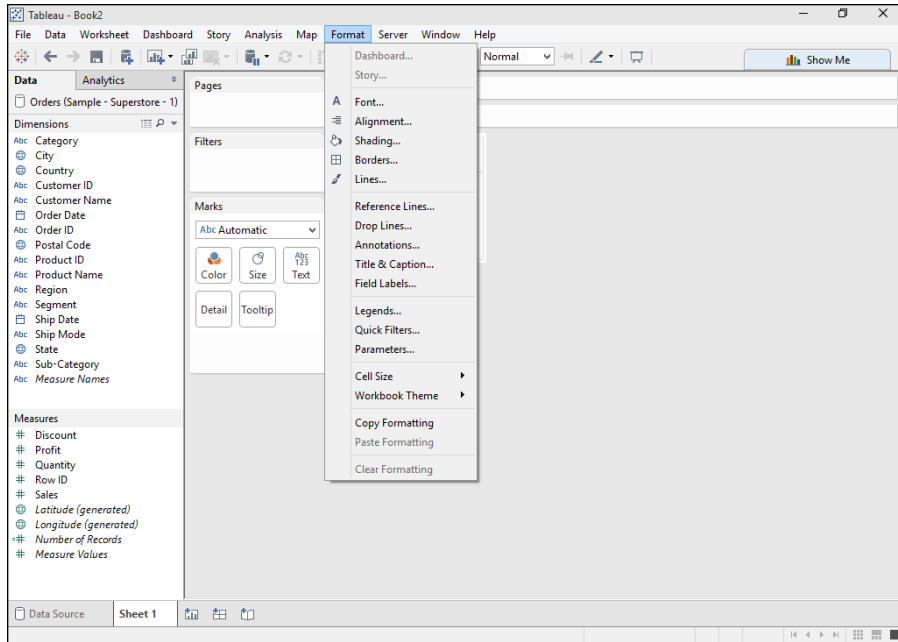 Tableau - Book2
File Data Worksheet Dashboard Story Analysis Map Format Server Window Help
Normal
Show Me
Data Analytics
Orders (Sample - Superstore - 1)
Dimensions
Abc Category
City
Country
Abc Customer ID
Abc Customer Name
Order Date
Abc Order ID
Postal Code
Abc Product ID
Abc Product Name
Abc Region
Abc Segment
Ship Date
Abc Ship Mode
State
Abc Sub-Category
Abc Measure Names
Measures
# Discount
# Profit
# Quantity
# Row ID
# Sales
Latitude (generated)
Longitude (generated)
=# Number of Records
# Measure Values
Pages
Filters
Marks
Abc Automatic
Color Size Abc 123 Text
Detail Tooltip
Dashboard...
Story...
A Font...
Alignment...
Shading...
Borders...
Lines...
Reference Lines...
Drop Lines...
Annotations...
Title & Caption...
Field Labels...
Legends...
Quick Filters...
Parameters...
Cell Size
Workbook Theme
Copy Formatting
Paste Formatting
Clear Formatting
Data Source Sheet 1